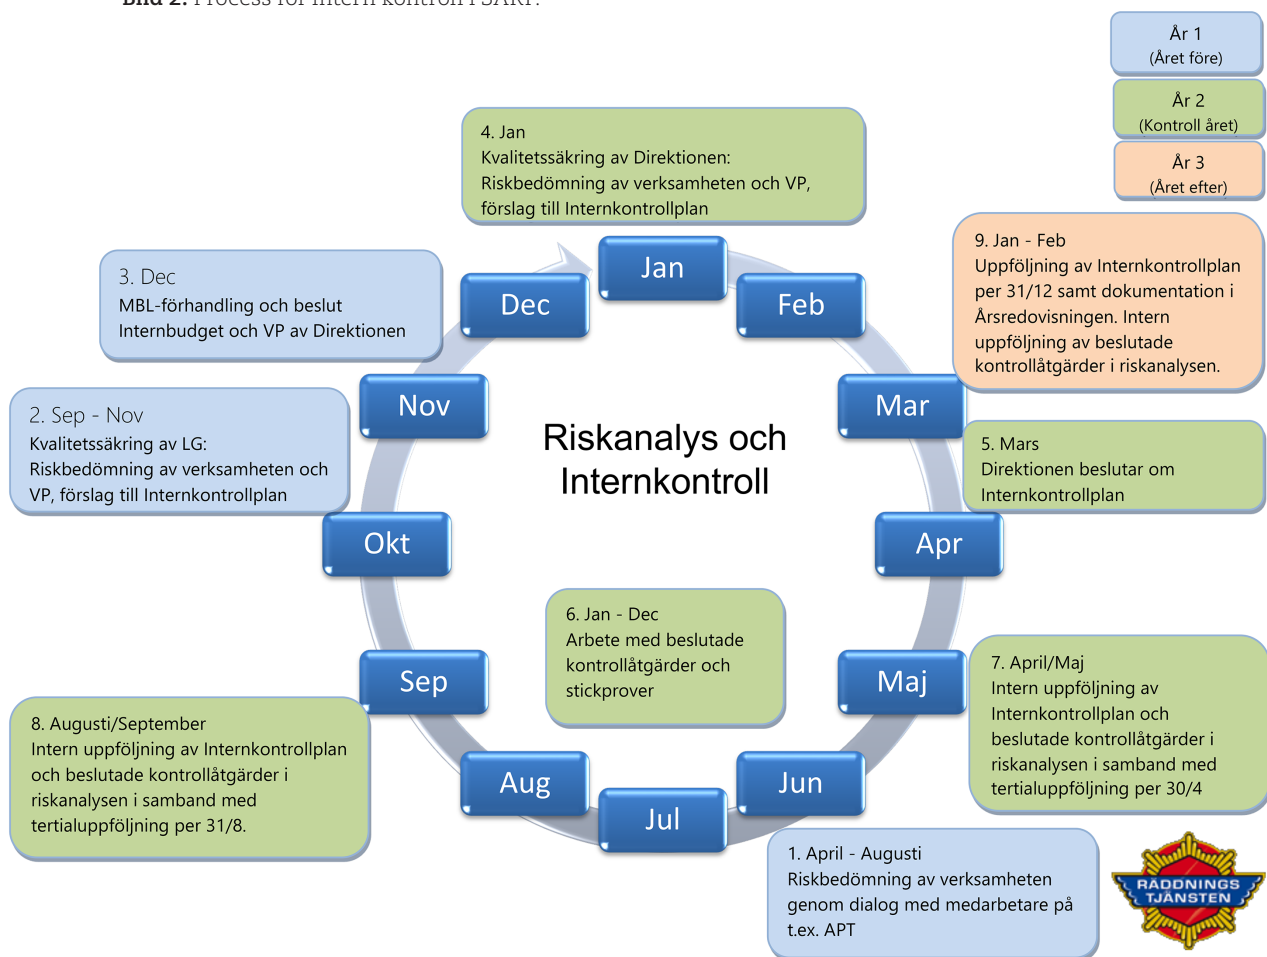 Bild 2. Process för intern kontroll i SÄRF.
År 1
(Året före)
År 2
(Kontroll året)
År 3
(Året efter)
4. Jan
Kvalitetssäkring av Direktionen:
Riskbedömning av verksamheten och VP,
förslag till Internkontrollplan
9. Jan - Feb
Uppföljning av Internkontrollplan
per 31/12 samt dokumentation i
Årsredovisningen. Intern
uppföljning av beslutade
kontrollåtgärder i riskanalysen.
3. Dec
MBL-förhandling och beslut
Internbudget och VP av Direktionen
Jan
Feb
Mar
Apr
Maj
Jun
Jul
Aug
Sep
Okt
Nov
Dec
2. Sep - Nov
Kvalitetssäkring av LG:
Riskbedömning av verksamheten och
VP, förslag till Internkontrollplan
Riskanalys och
Internkontroll
5. Mars
Direktionen beslutar om
Internkontrollplan
6. Jan - Dec
Arbete med beslutade
kontrollåtgärder och
stickprover
7. April/Maj
Intern uppföljning av
Internkontrollplan och
beslutade kontrollåtgärder i
riskanalysen i samband med
tertialuppföljning per 30/4
8. Augusti/September
Intern uppföljning av Internkontrollplan
och beslutade kontrollåtgärder i
riskanalysen i samband med
tertialuppföljning per 31/8.
1. April - Augusti
Riskbedömning av verksamheten
genom dialog med medarbetare på
t.ex. APT
RÄDDNINGS
TJÄNSTEN